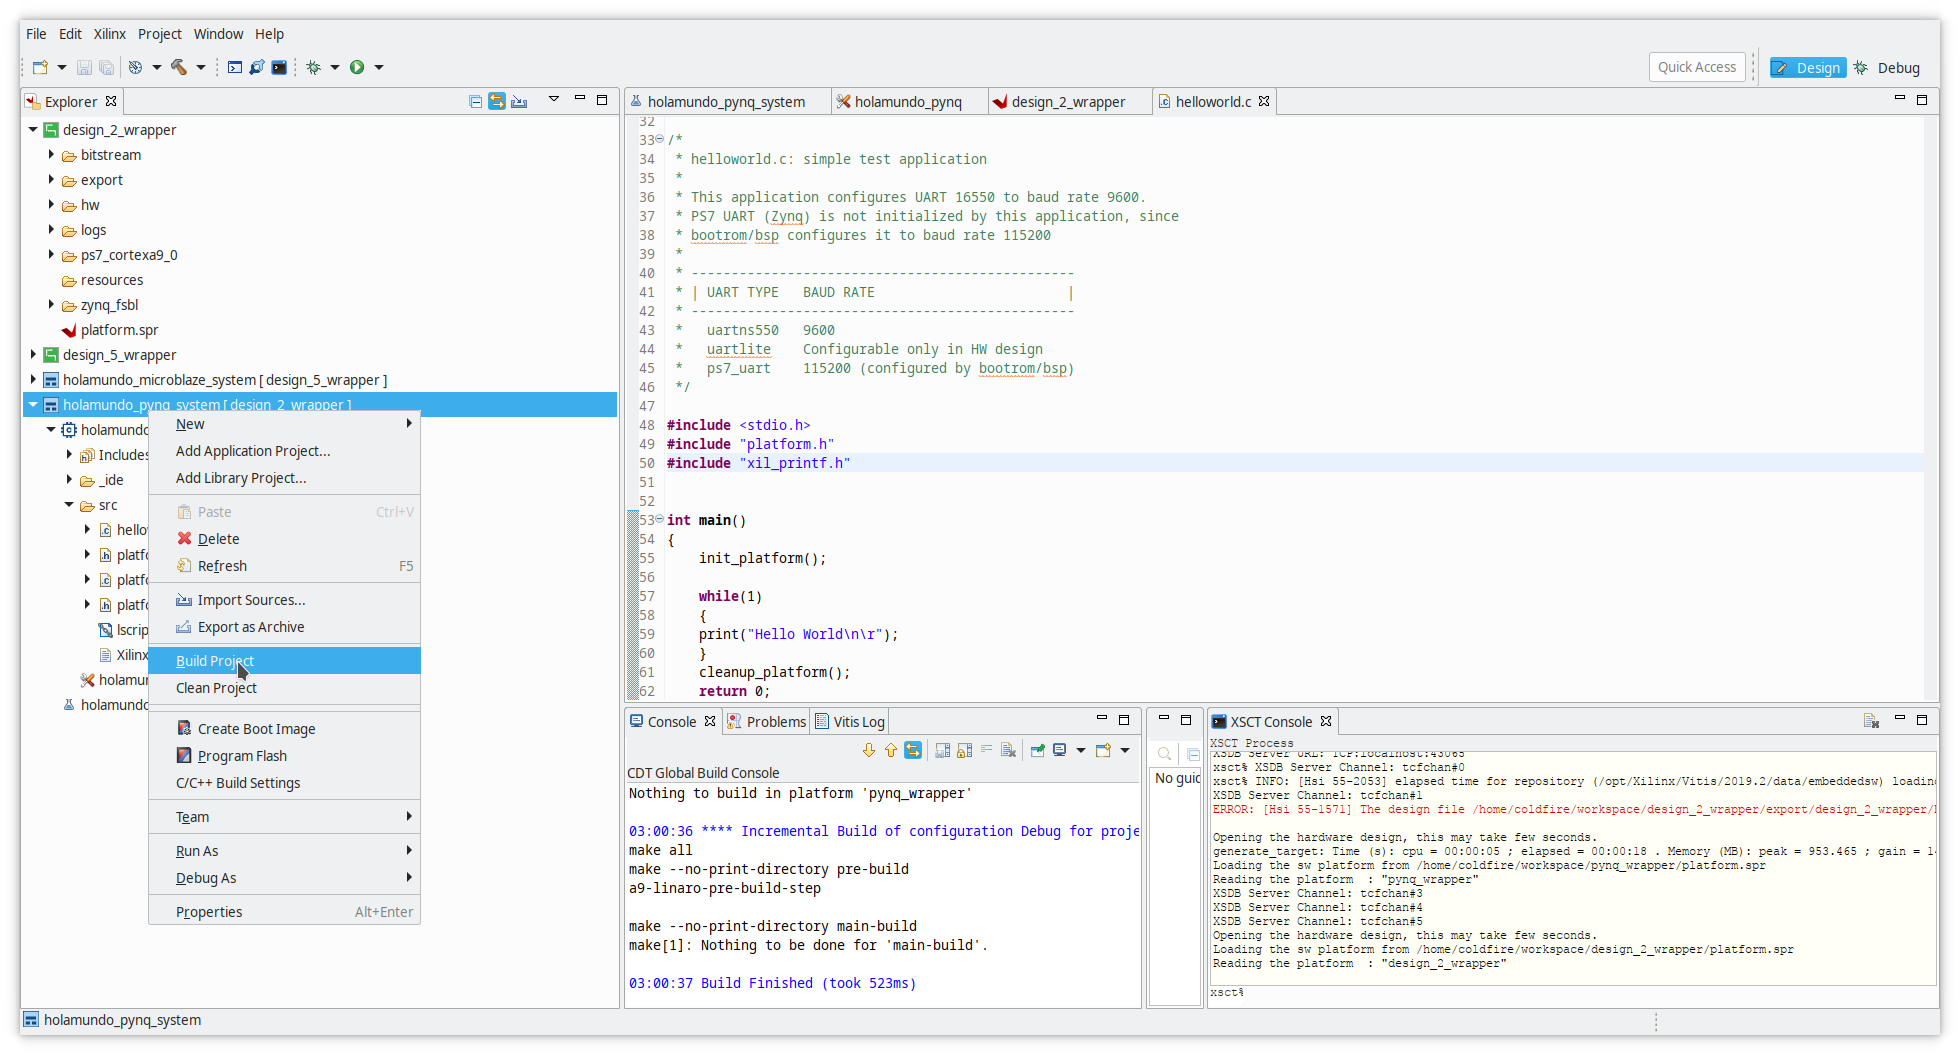 File Edit Xilinx Project Window Help
Quick Access
Design
Debug
Explorer
design_2_wrapper
bitstream
export
hw
logs
ps7_cortexa9_0
resources
zynq_fsbl
platform.spr
design_5_wrapper
holamundo_microblaze_system [ design_5_wrapper ]
holamundo_pynq_system [ design_2_wrapper ]
holamundo
Includes
_ide
src
hello
platfo
platfo
platfo
lscrip
Xilinx
holamun
holamundo
New
Add Application Project...
Add Library Project...
Paste Ctrl+V
Delete
Refresh F5
Import Sources...
Export as Archive
Build Project
Clean Project
Create Boot Image
Program Flash
C/C++ Build Settings
Team
Run As
Debug As
Properties Alt+Enter
holamundo_pynq_system
holamundo_pynq
design_2_wrapper
helloworld.c
32
33 /*
34 * helloworld.c: simple test application
35 *
36 * This application configures UART 16550 to baud rate 9600.
37 * PS7 UART (Zynq) is not initialized by this application, since
38 * bootrom/bsp configures it to baud rate 115200
39 *
40 * ------------------------------------------------
41 * | UART TYPE   BAUD RATE                        |
42 * ------------------------------------------------
43 *   uartns550   9600
44 *   uartlite    Configurable only in HW design
45 *   ps7_uart    115200 (configured by bootrom/bsp)
46 */
47
48 #include <stdio.h>
49 #include "platform.h"
50 #include "xil_printf.h"
51
52
53 int main()
54 {
55     init_platform();
56
57     while(1)
58     {
59     print("Hello World\n\r");
60     }
61     cleanup_platform();
62     return 0;
Console
Problems
Vitis Log
CDT Global Build Console
Nothing to build in platform 'pynq_wrapper'
03:00:36 **** Incremental Build of configuration Debug for proje
make all
make --no-print-directory pre-build
a9-linaro-pre-build-step
make --no-print-directory main-build
make[1]: Nothing to be done for 'main-build'.
03:00:37 Build Finished (took 523ms)
No guid
XSCT Console
XSCT Process
XSDB Server URL: TCP:localhost:43065
xsct% XSDB Server Channel: tcfchan#0
xsct% INFO: [Hsi 55-2053] elapsed time for repository (/opt/Xilinx/Vitis/2019.2/data/embeddedsw) loadin
XSDB Server Channel: tcfchan#1
ERROR: [Hsi 55-1571] The design file /home/coldfire/workspace/design_2_wrapper/export/design_2_wrapper/
Opening the hardware design, this may take few seconds.
generate_target: Time (s): cpu = 00:00:05 ; elapsed = 00:00:18 . Memory (MB): peak = 953.465 ; gain = 1
Loading the sw platform from /home/coldfire/workspace/pynq_wrapper/platform.spr
Reading the platform  : "pynq_wrapper"
XSDB Server Channel: tcfchan#3
XSDB Server Channel: tcfchan#4
XSDB Server Channel: tcfchan#5
Opening the hardware design, this may take few seconds.
Loading the sw platform from /home/coldfire/workspace/design_2_wrapper/platform.spr
Reading the platform  : "design_2_wrapper"
xsct%
holamundo_pynq_system